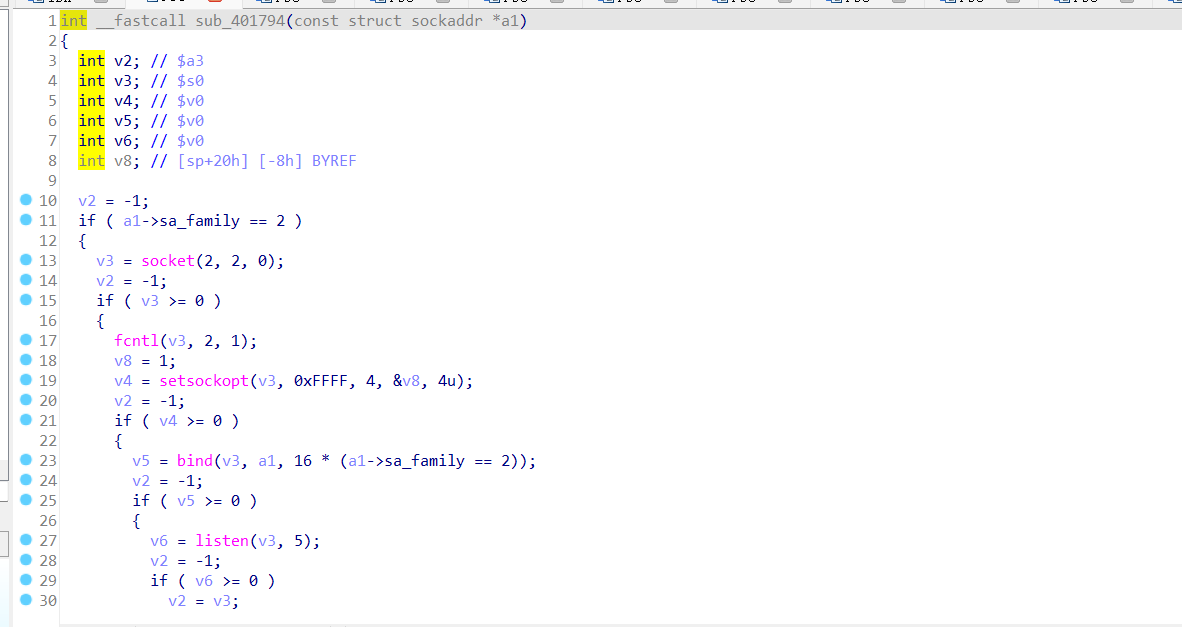 1 int __fastcall sub_401794(const struct sockaddr *a1)
2 {
3 int v2; // $a3
4 int v3; // $s0
5 int v4; // $v0
6 int v5; // $v0
7 int v6; // $v0
8 int v8; // [sp+20h] [-8h] BYREF
9
10 v2 = -1;
11 if ( a1->sa_family == 2 )
12 {
13 v3 = socket(2, 2, 0);
14 v2 = -1;
15 if ( v3 >= 0 )
16 {
17 fcntl(v3, 2, 1);
18 v8 = 1;
19 v4 = setsockopt(v3, 0xFFFF, 4, &v8, 4u);
20 v2 = -1;
21 if ( v4 >= 0 )
22 {
23 v5 = bind(v3, a1, 16 * (a1->sa_family == 2));
24 v2 = -1;
25 if ( v5 >= 0 )
26 {
27 v6 = listen(v3, 5);
28 v2 = -1;
29 if ( v6 >= 0 )
30 v2 = v3;